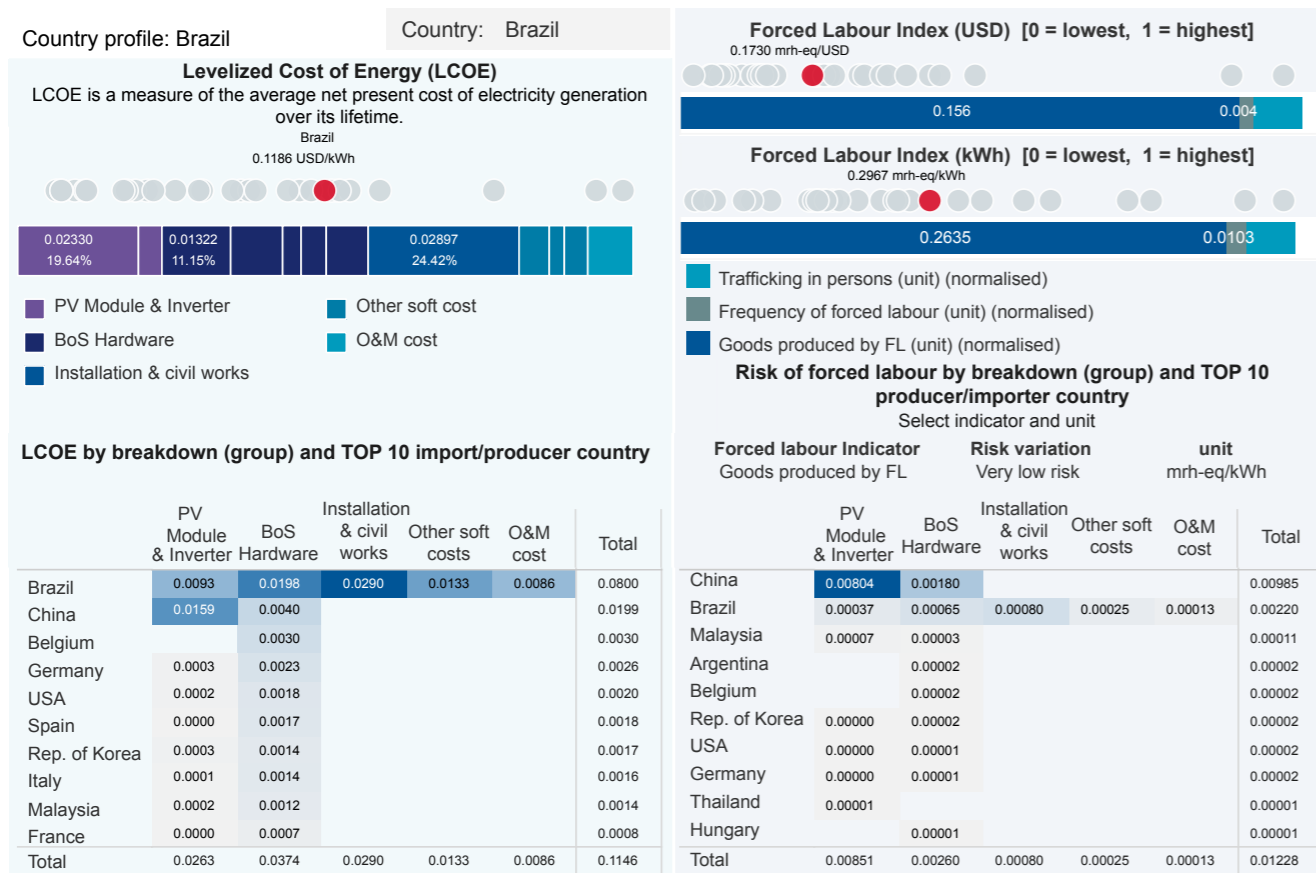 Country profile: Brazil
Country: Brazil
Levelized Cost of Energy (LCOE)
LCOE is a measure of the average net present cost of electricity generation
over its lifetime.
Brazil
0.1186 USD/kWh
0.02330 0.01322 0.02897
19.64% 11.15% 24.42%
PV Module & Inverter Other soft cost
BoS Hardware O&M cost
Installation & civil works
LCOE by breakdown (group) and TOP 10 import/producer country
PV Module & Inverter BoS Hardware Installation & civil works Other soft costs O&M cost Total
Brazil 0.0093 0.0198 0.0290 0.0133 0.0086 0.0800
China 0.0159 0.0040 0.0199
Belgium 0.0030 0.0030
Germany 0.0003 0.0023 0.0026
USA 0.0002 0.0018 0.0020
Spain 0.0000 0.0017 0.0018
Rep. of Korea 0.0003 0.0014 0.0017
Italy 0.0001 0.0014 0.0016
Malaysia 0.0002 0.0012 0.0014
France 0.0000 0.0007 0.0008
Total 0.0263 0.0374 0.0290 0.0133 0.0086 0.1146
Forced Labour Index (USD) [0 = lowest, 1 = highest]
0.1730 mrh-eq/USD
0.156 0.004
Forced Labour Index (kWh) [0 = lowest, 1 = highest]
0.2967 mrh-eq/kWh
0.2635 0.0103
Trafficking in persons (unit) (normalised)
Frequency of forced labour (unit) (normalised)
Goods produced by FL (unit) (normalised)
Risk of forced labour by breakdown (group) and TOP 10
producer/importer country
Select indicator and unit
Forced labour Indicator Risk variation unit
Goods produced by FL Very low risk mrh-eq/kWh
PV Module & Inverter BoS Hardware Installation & civil works Other soft costs O&M cost Total
China 0.00804 0.00180 0.00985
Brazil 0.00037 0.00065 0.00080 0.00025 0.00013 0.00220
Malaysia 0.00007 0.00003 0.00011
Argentina 0.00002 0.00002
Belgium 0.00002 0.00002
Rep. of Korea 0.00000 0.00002 0.00002
USA 0.00000 0.00001 0.00002
Germany 0.00000 0.00001 0.00002
Thailand 0.00001 0.00001
Hungary 0.00001 0.00001
Total 0.00851 0.00260 0.00080 0.00025 0.00013 0.01228